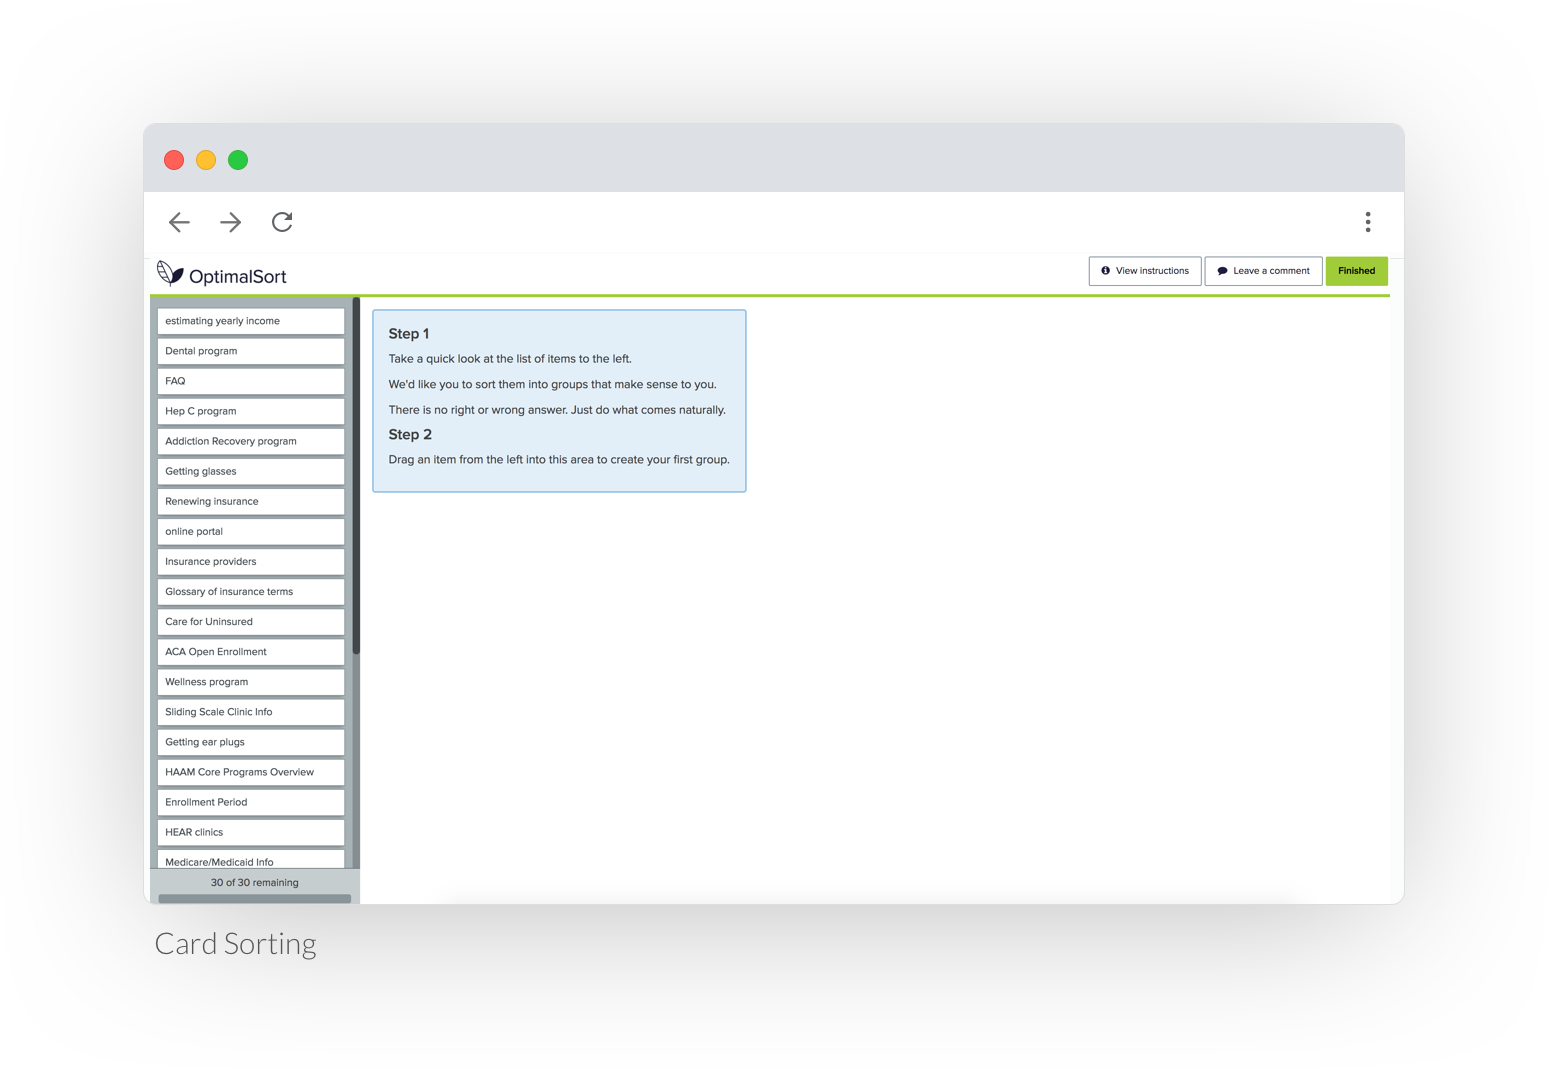 OptimalSort
View instructions
Leave a comment
Finished
estimating yearly income
Dental program
FAQ
Hep C program
Addiction Recovery program
Getting glasses
Renewing insurance
online portal
Insurance providers
Glossary of insurance terms
Care for Uninsured
ACA Open Enrollment
Wellness program
Sliding Scale Clinic Info
Getting ear plugs
HAAM Core Programs Overview
Enrollment Period
HEAR clinics
Medicare/Medicaid Info
30 of 30 remaining
Step 1
Take a quick look at the list of items to the left.
We'd like you to sort them into groups that make sense to you.
There is no right or wrong answer. Just do what comes naturally.
Step 2
Drag an item from the left into this area to create your first group.
Card Sorting